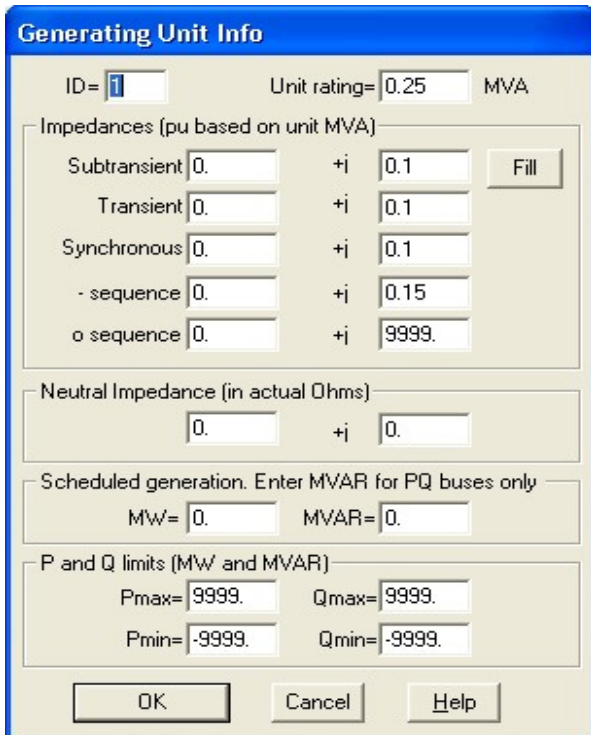 Generating Unit Info
ID= 1 Unit rating= 0.25 MVA
Impedances (pu based on unit MVA)
Subtransient 0. +j 0.1 Fill
Transient 0. +j 0.1
Synchronous 0. +j 0.1
- sequence 0. +j 0.15
o sequence 0. +j 9999.
Neutral Impedance (in actual Ohms)
0. +j 0.
Scheduled generation. Enter MVAR for PQ buses only
MW= 0. MVAR= 0.
P and Q limits (MW and MVAR)
Pmax= 9999. Qmax= 9999.
Pmin= -9999. Qmin= -9999.
OK Cancel Help